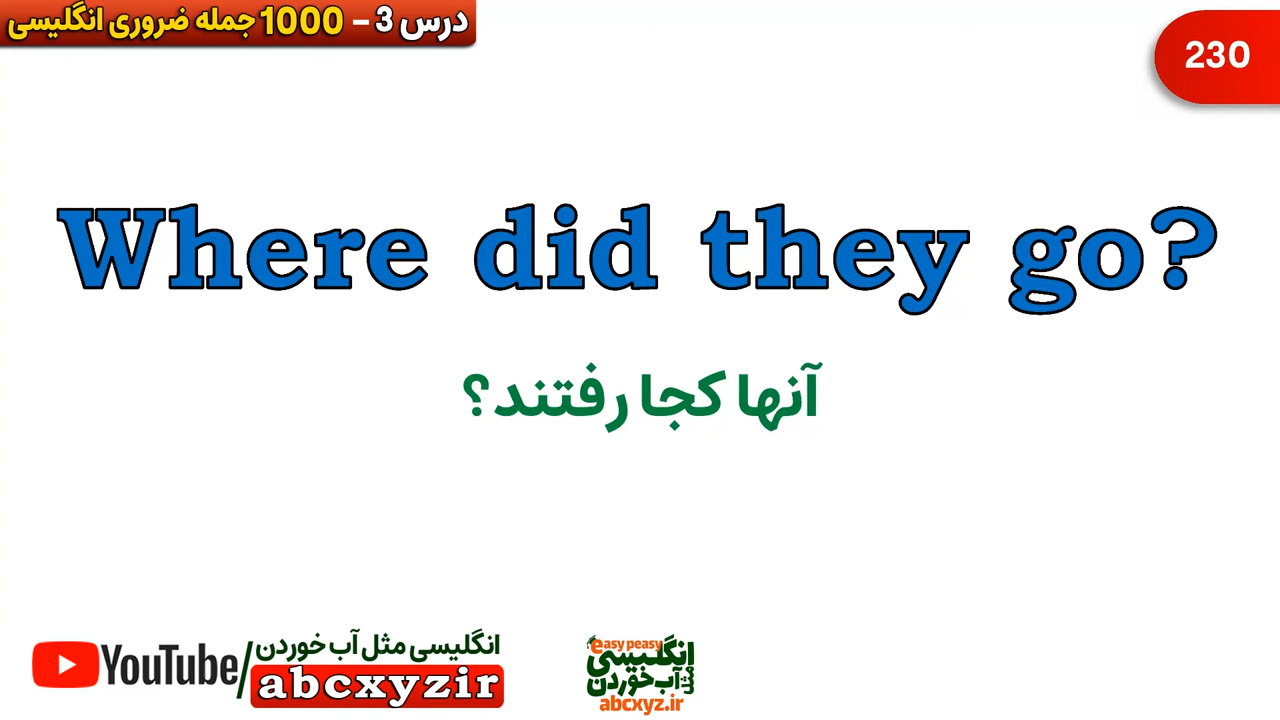 درس 3 – 1000 جمله ضروری انگلیسی
230
Where did they go?
آنها کجا رفتند؟
YouTube/
انگلیسی مثل آب خوردن
abcxyzir
easy peasy
انگلیسی
مثل
آب خوردن
abcxyz.ir